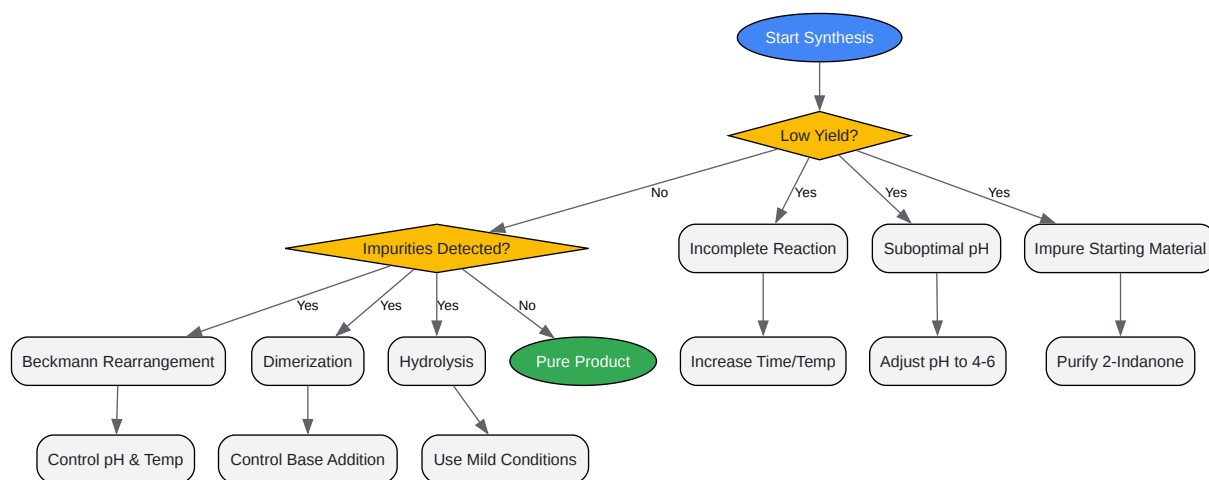 Start Synthesis
Low Yield?
No
Yes
Yes
Yes
Impurities Detected?
Incomplete Reaction
Suboptimal pH
Impure Starting Material
Yes
Yes
Yes
No
Beckmann Rearrangement
Dimerization
Hydrolysis
Pure Product
Increase Time/Temp
Adjust pH to 4-6
Purify 2-Indanone
Control pH & Temp
Control Base Addition
Use Mild Conditions